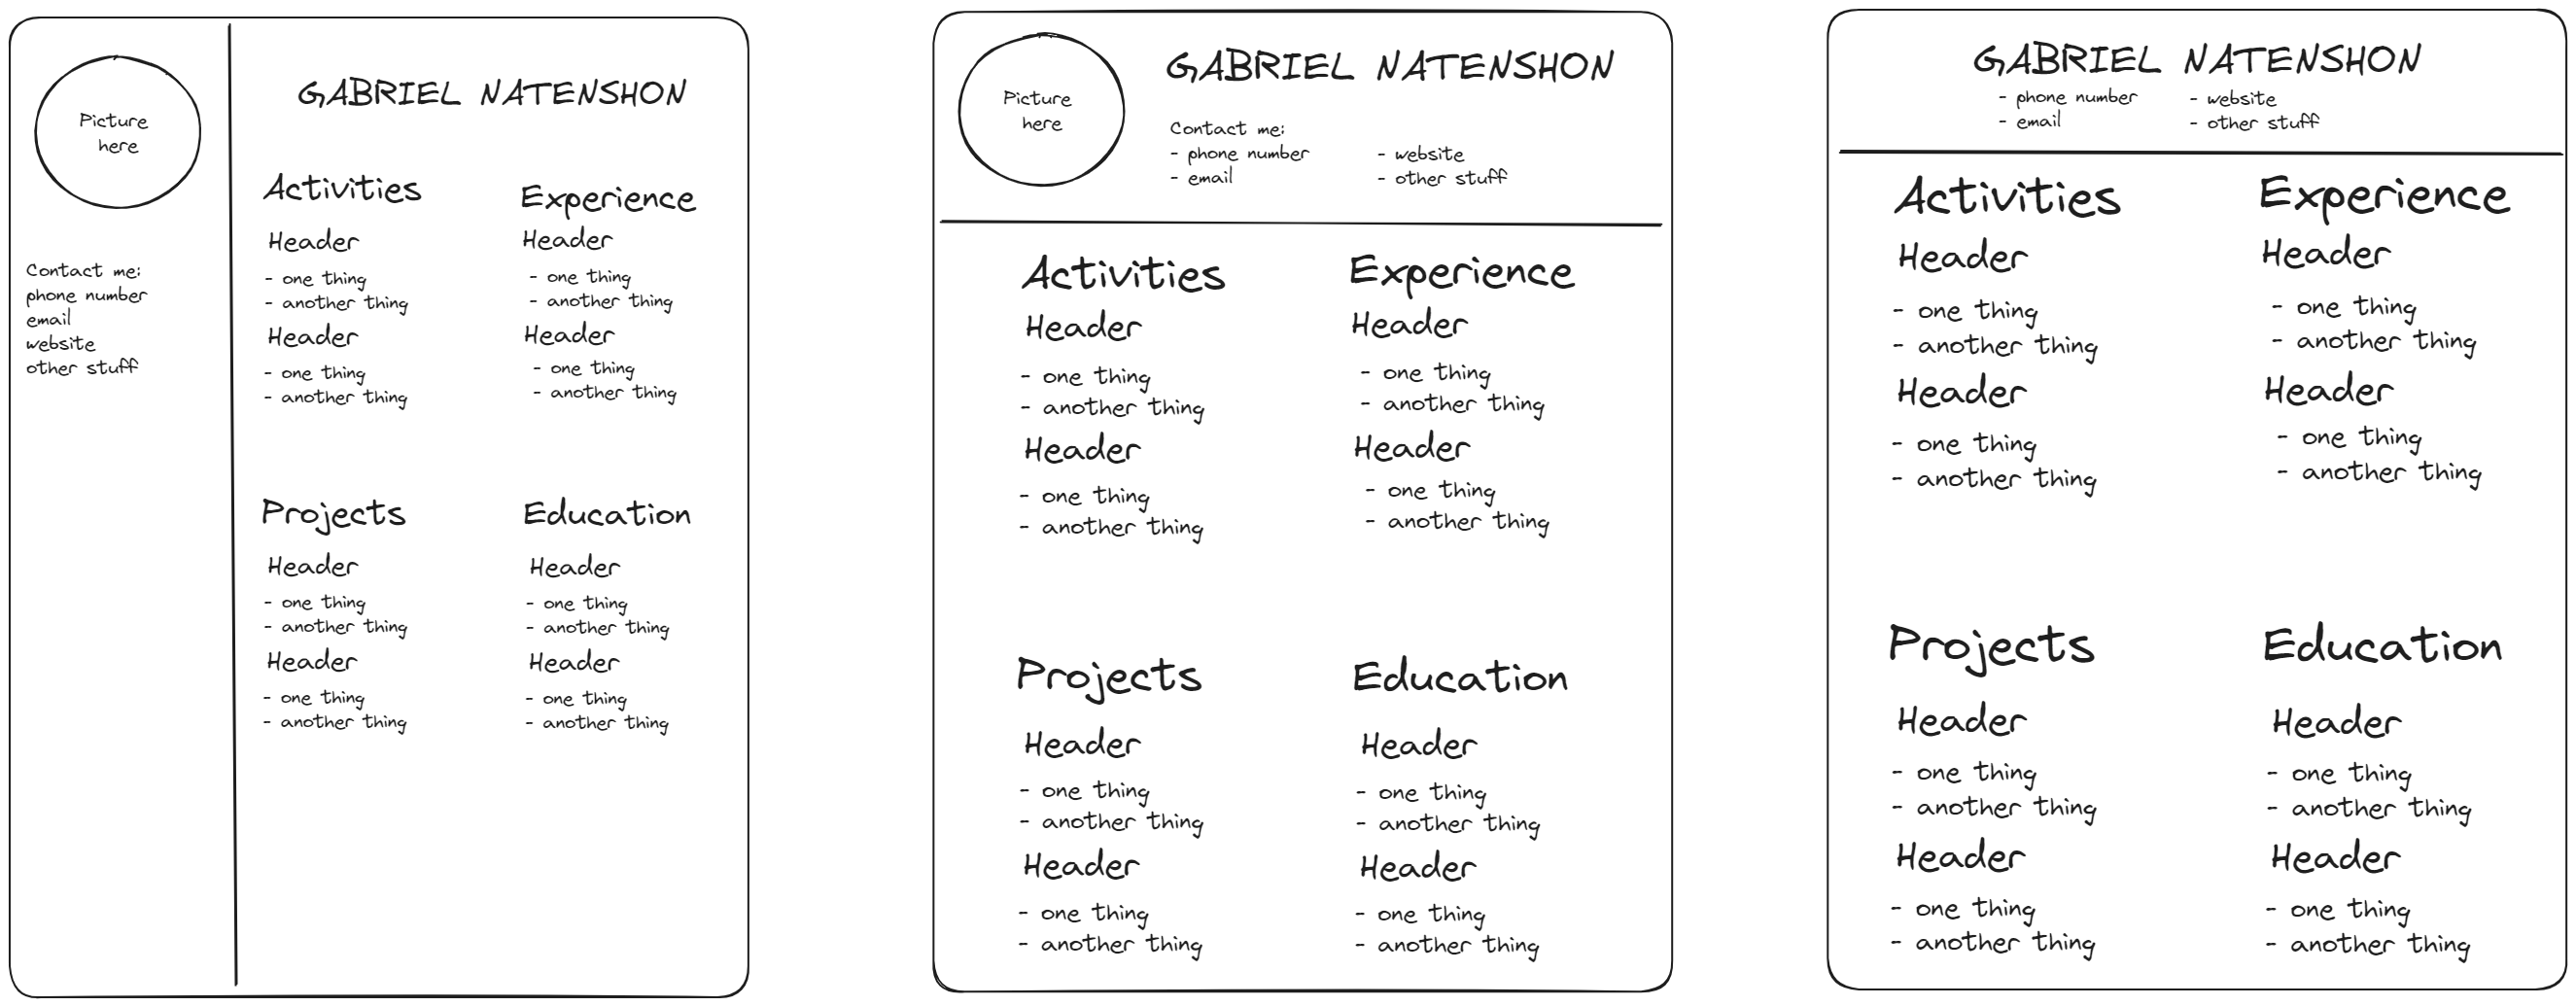 Picture
here
Contact me:
phone number
email
website
other stuff
GABRIEL NATENSHON
Activities
Header
- one thing
- another thing
Header
- one thing
- another thing
Experience
Header
- one thing
- another thing
Header
- one thing
- another thing
Projects
Header
- one thing
- another thing
Header
- one thing
- another thing
Education
Header
- one thing
- another thing
Header
- one thing
- another thing
Picture
here
GABRIEL NATENSHON
Contact me:
- phone number
- email
- website
- other stuff
Activities
Header
- one thing
- another thing
Header
- one thing
- another thing
Experience
Header
- one thing
- another thing
Header
- one thing
- another thing
Projects
Header
- one thing
- another thing
Header
- one thing
- another thing
Education
Header
- one thing
- another thing
Header
- one thing
- another thing
GABRIEL NATENSHON
- phone number
- email
- website
- other stuff
Activities
Header
- one thing
- another thing
Header
- one thing
- another thing
Experience
Header
- one thing
- another thing
Header
- one thing
- another thing
Projects
Header
- one thing
- another thing
Header
- one thing
- another thing
Education
Header
- one thing
- another thing
Header
- one thing
- another thing